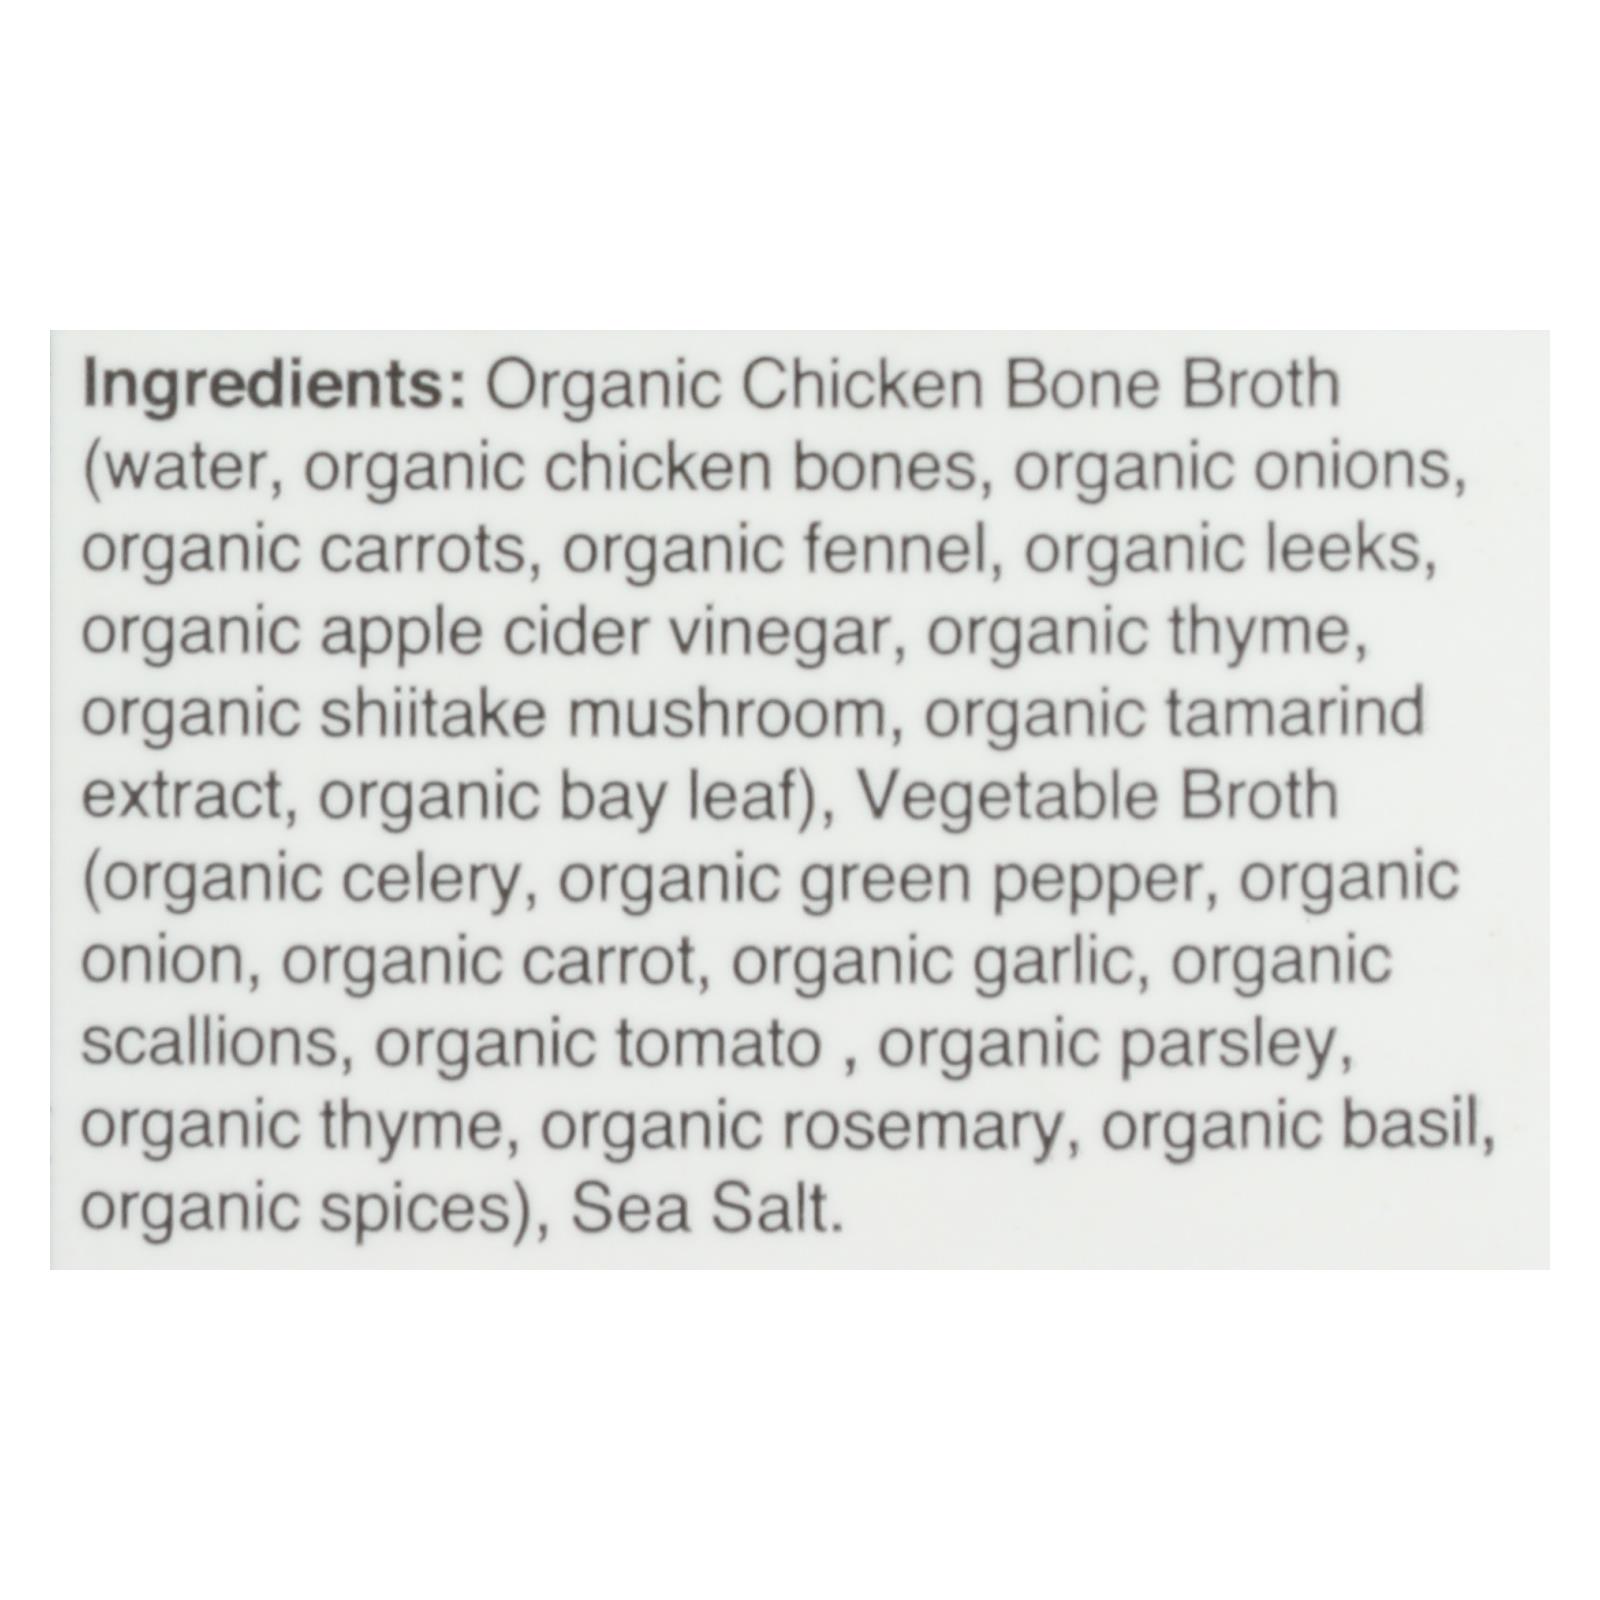 Ingredients: Organic Chicken Bone Broth
(water, organic chicken bones, organic onions,
organic carrots, organic fennel, organic leeks,
organic apple cider vinegar, organic thyme,
organic shiitake mushroom, organic tamarind
extract, organic bay leaf), Vegetable Broth
(organic celery, organic green pepper, organic
onion, organic carrot, organic garlic, organic
scallions, organic tomato , organic parsley,
organic thyme, organic rosemary, organic basil,
organic spices), Sea Salt.